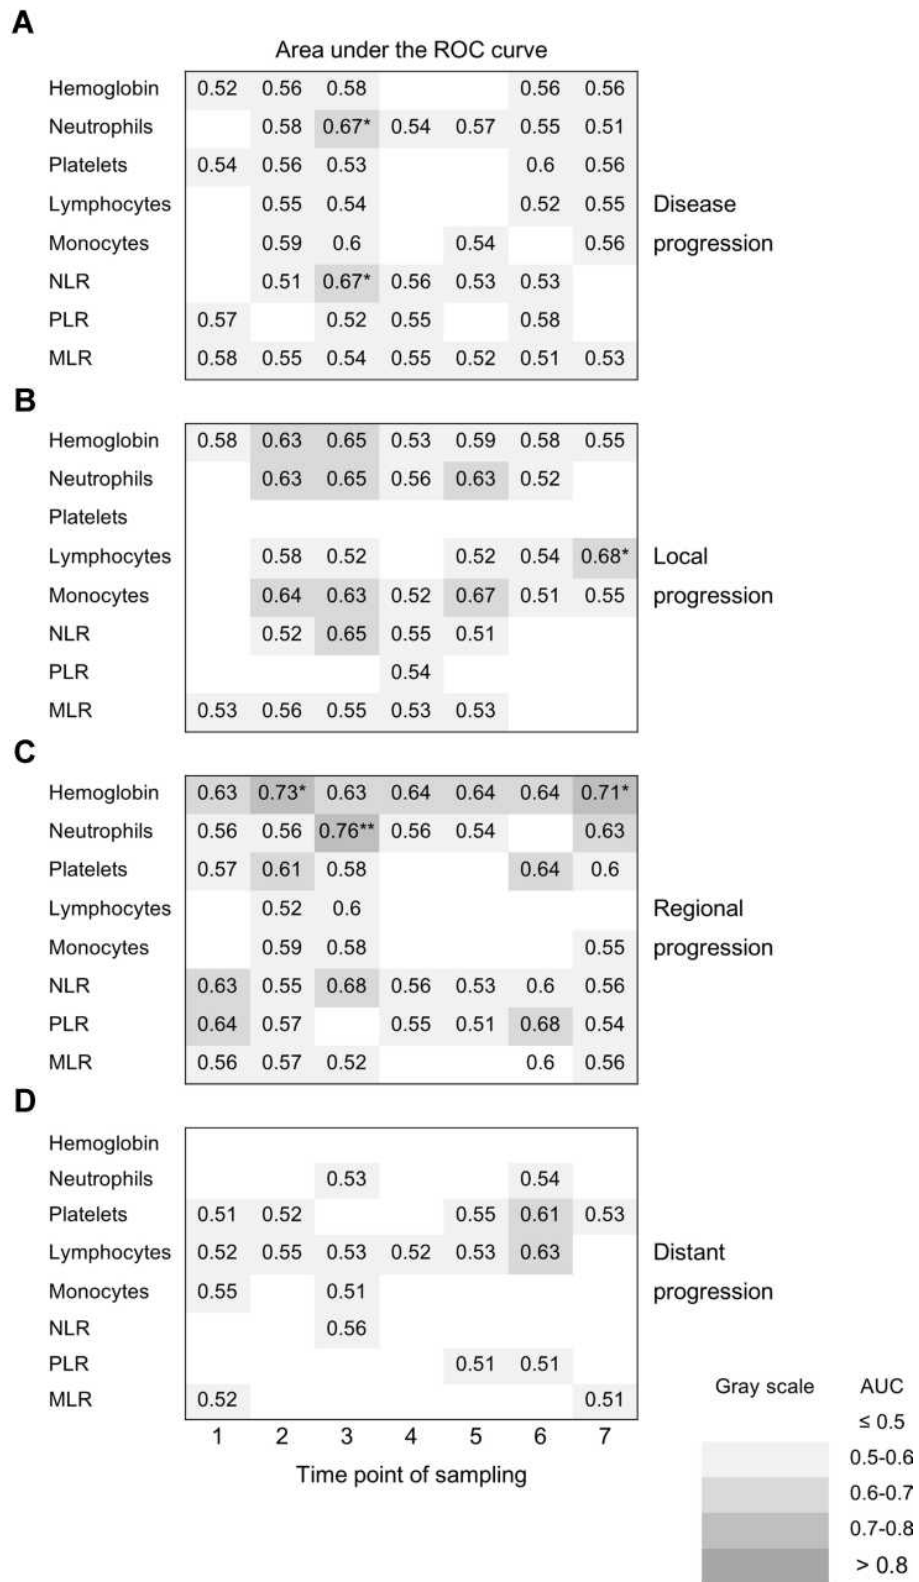 A
Area under the ROC curve
Hemoglobin 0.52 0.56 0.58 0.56 0.56
Neutrophils 0.58 0.67* 0.54 0.57 0.55 0.51
Platelets 0.54 0.56 0.53 0.6 0.56
Lymphocytes 0.55 0.54 0.52 0.55 Disease
Monocytes 0.59 0.6 0.54 0.56 progression
NLR 0.51 0.67* 0.56 0.53 0.53
PLR 0.57 0.52 0.55 0.58
MLR 0.58 0.55 0.54 0.55 0.52 0.51 0.53
B
Hemoglobin 0.58 0.63 0.65 0.53 0.59 0.58 0.55
Neutrophils 0.63 0.65 0.56 0.63 0.52
Platelets
Lymphocytes 0.58 0.52 0.52 0.54 0.68* Local
Monocytes 0.64 0.63 0.52 0.67 0.51 0.55 progression
NLR 0.52 0.65 0.55 0.51
PLR 0.54
MLR 0.53 0.56 0.55 0.53 0.53
C
Hemoglobin 0.63 0.73* 0.63 0.64 0.64 0.64 0.71*
Neutrophils 0.56 0.56 0.76** 0.56 0.54 0.63
Platelets 0.57 0.61 0.58 0.64 0.6
Lymphocytes 0.52 0.6 Regional
Monocytes 0.59 0.58 0.55 progression
NLR 0.63 0.55 0.68 0.56 0.53 0.6 0.56
PLR 0.64 0.57 0.55 0.51 0.68 0.54
MLR 0.56 0.57 0.52 0.6 0.56
D
Hemoglobin
Neutrophils 0.53 0.54
Platelets 0.51 0.52 0.55 0.61 0.53
Lymphocytes 0.52 0.55 0.53 0.52 0.53 0.63 Distant
Monocytes 0.55 0.51 progression
NLR 0.56
PLR 0.51 0.51
MLR 0.52 0.51
1 2 3 4 5 6 7
Time point of sampling
Gray scale AUC
≤ 0.5
0.5-0.6
0.6-0.7
0.7-0.8
> 0.8